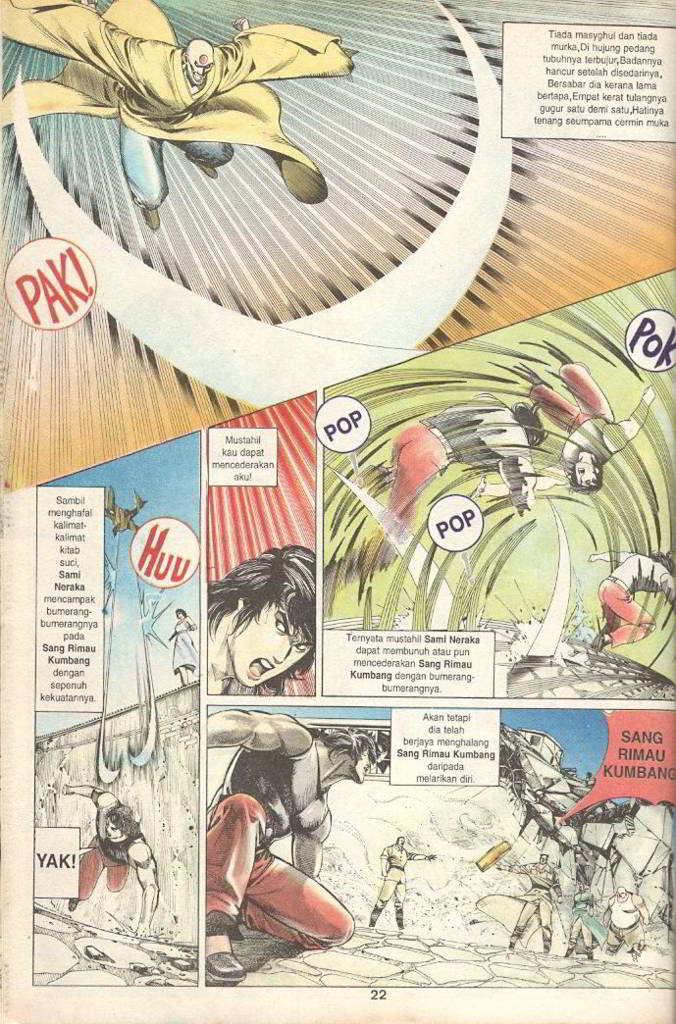 Tiada masyghul dan tiada
murka,Di hujung pedang
tubuhnya terbujur,Badannya
hancur setelah disedarinya,
Bersabar dia kerana lama
bertapa,Empat kerat tulangnya
gugur satu demi satu,Hatinya
tenang seumpama cermin muka
....
PAK!
POK
POP
POP
Ternyata mustahil Sami Neraka
dapat membunuh atau pun
mencederakan Sang Rimau
Kumbang dengan bumerang-
bumerangnya.
Mustahil
kau dapat
mencederakan
aku!
Sambil
menghafal
kalimat-
kalimat
kitab
suci,
Sami
Neraka
mencampak
bumerang-
bumerangnya
pada
Sang Rimau
Kumbang
dengan
sepenuh
kekuatannya.
HUU
YAK!
Akan tetapi
dia telah
berjaya menghalang
Sang Rimau Kumbang
daripada
melarikan diri.
SANG
RIMAU
KUMBANG
22